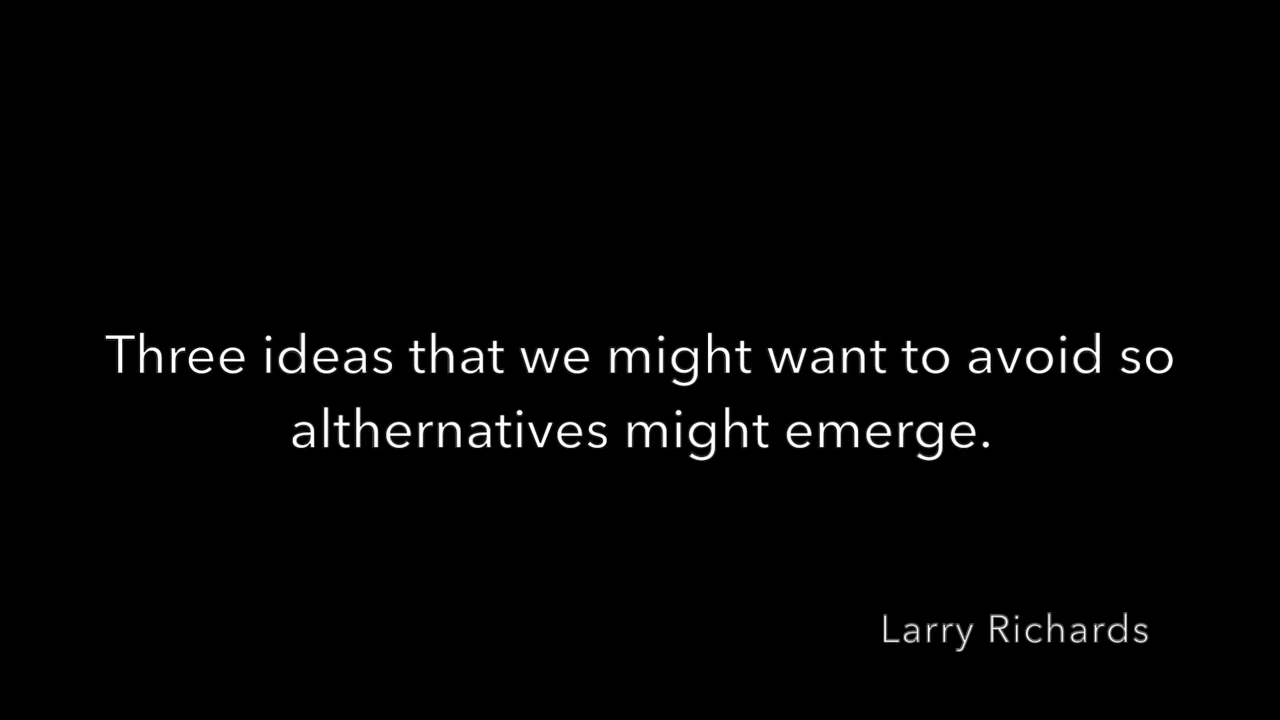 Three ideas that we might want to avoid so
althernatives might emerge.
Larry Richards